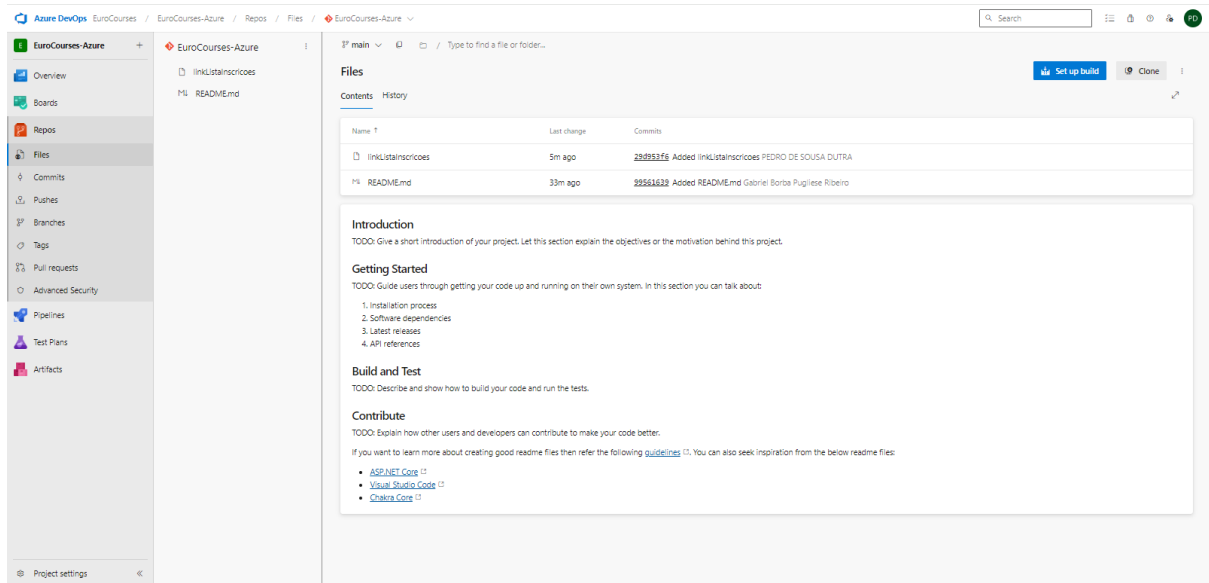 Azure DevOps EuroCourses / EuroCourses-Azure / Repos / Files / EuroCourses-Azure
Search
PD
E EuroCourses-Azure +
Overview
Boards
Repos
Files
Commits
Pushes
Branches
Tags
Pull requests
Advanced Security
Pipelines
Test Plans
Artifacts
Project settings
EuroCourses-Azure
linkListaInscricoes
M↓ README.md
main / Type to find a file or folder...
Files
Set up build
Clone
Contents History
Name ↑ Last change Commits
linkListaInscricoes 5m ago 29d953f6 Added linkListaInscricoes PEDRO DE SOUSA DUTRA
M↓ README.md 33m ago 99561639 Added README.md Gabriel Borba Pugliese Ribeiro
Introduction
TODO: Give a short introduction of your project. Let this section explain the objectives or the motivation behind this project.
Getting Started
TODO: Guide users through getting your code up and running on their own system. In this section you can talk about:
1. Installation process
2. Software dependencies
3. Latest releases
4. API references
Build and Test
TODO: Describe and show how to build your code and run the tests.
Contribute
TODO: Explain how other users and developers can contribute to make your code better.
If you want to learn more about creating good readme files then refer the following guidelines. You can also seek inspiration from the below readme files:
• ASP.NET Core
• Visual Studio Code
• Chakra Core